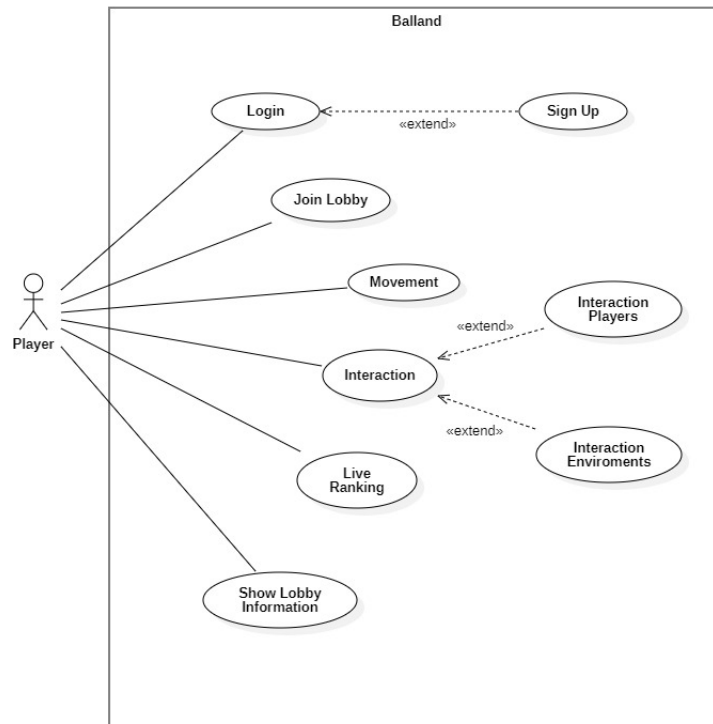 Balland
Login
«extend»
Sign Up
Join Lobby
Movement
Interaction
Players
«extend»
Player
Interaction
«extend»
Interaction
Enviroments
Live
Ranking
Show Lobby
Information